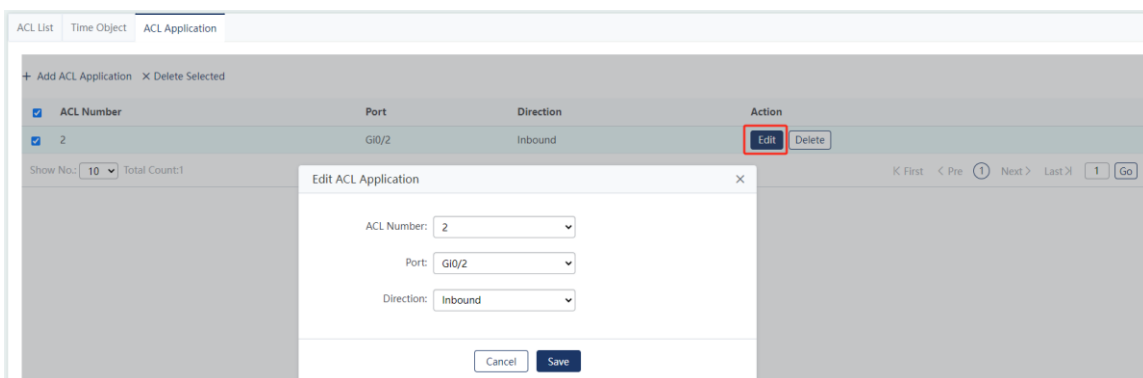 ACL List Time Object ACL Application
+ Add ACL Application × Delete Selected
ACL Number Port Direction Action
2 Gi0/2 Inbound Edit Delete
Show No.: 10 Total Count:1 First < Pre 1 Next > Last 1 Go
Edit ACL Application ×
ACL Number: 2
Port: Gi0/2
Direction: Inbound
Cancel Save